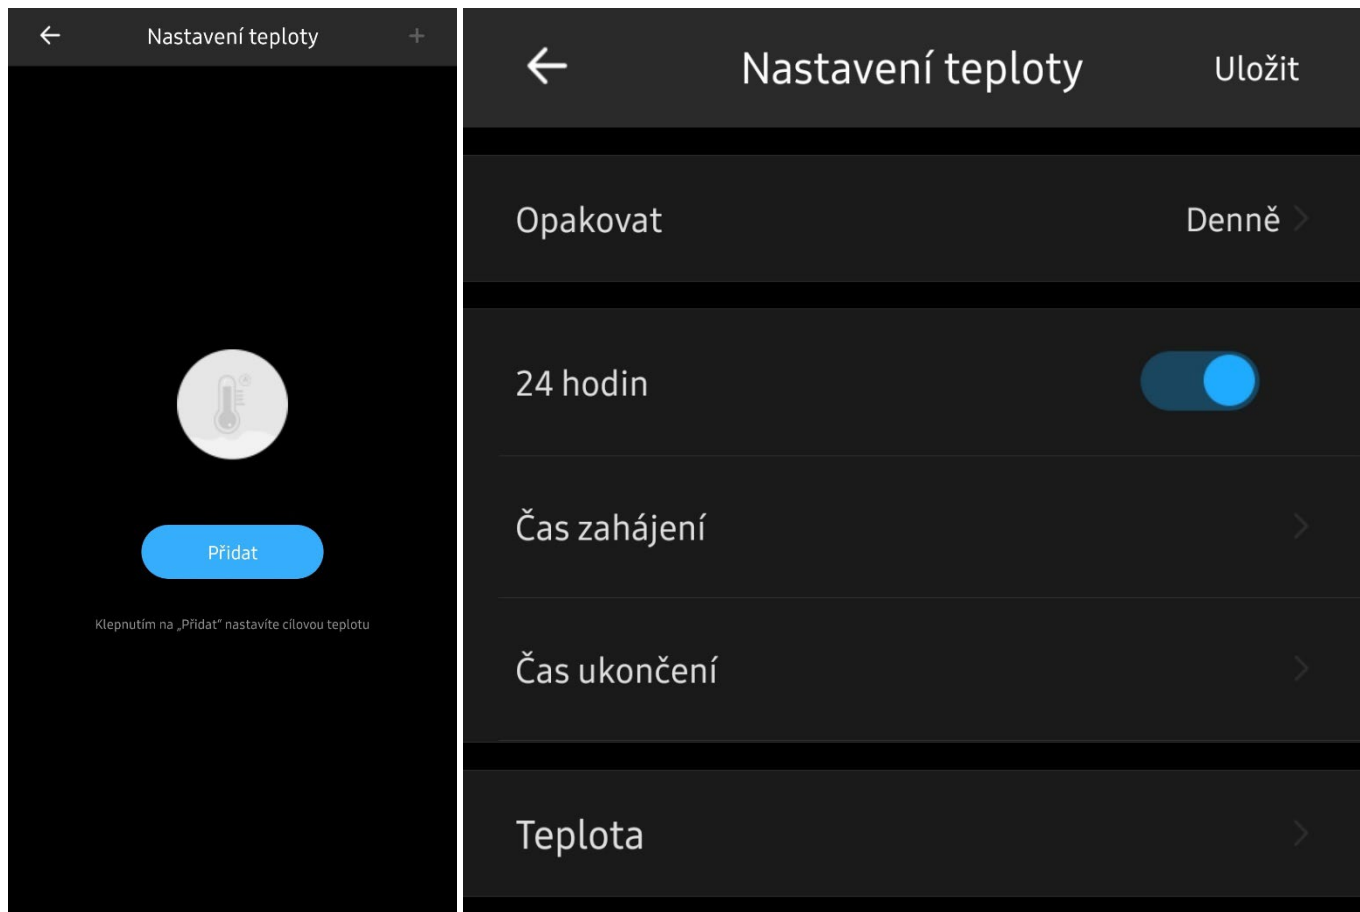 Nastavení teploty
Přidat
Klepnutím na „Přidat“ nastavíte cílovou teplotu
Nastavení teploty Uložit
Opakovat Denně
24 hodin
Čas zahájení
Čas ukončení
Teplota